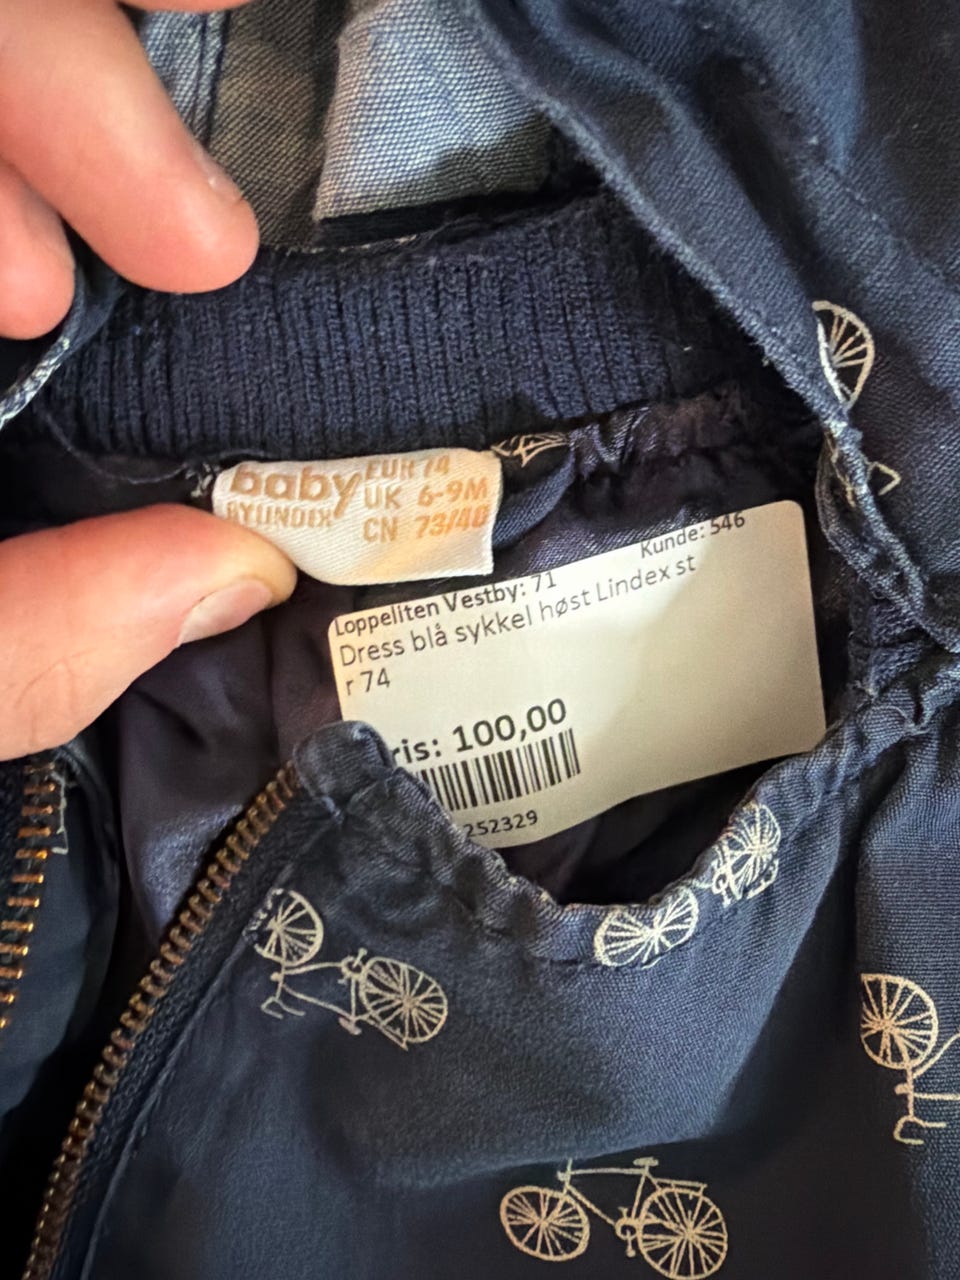 baby
BY LINDEX
EUR 74
UK 6-9M
CN 73/48
Loppeliten Vestby: 71 Kunde: 546
Dress blå sykkel høst Lindex st
r 74
ris: 100,00
252329